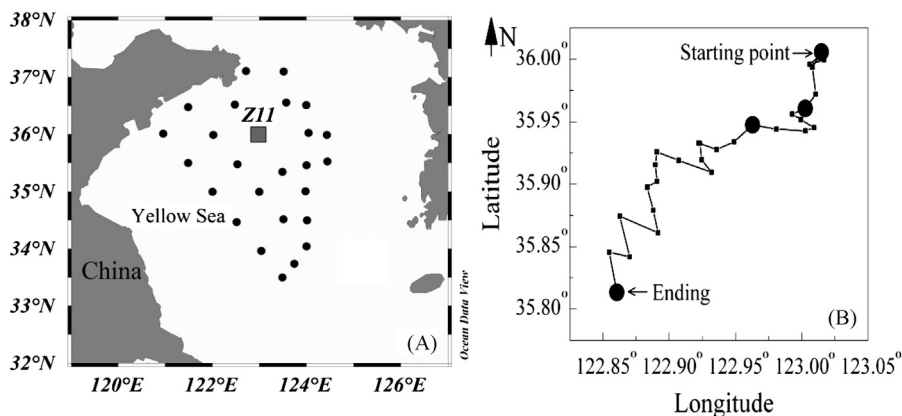 38°N
37°N
36°N
35°N
34°N
33°N
32°N
Z11
Yellow Sea
China
(A)
Ocean Data View
120°E 122°E 124°E 126°E
N
Starting point
36.00°
35.95°
35.90°
35.85°
35.80°
Latitude
Ending
(B)
122.85° 122.90° 122.95° 123.00° 123.05°
Longitude